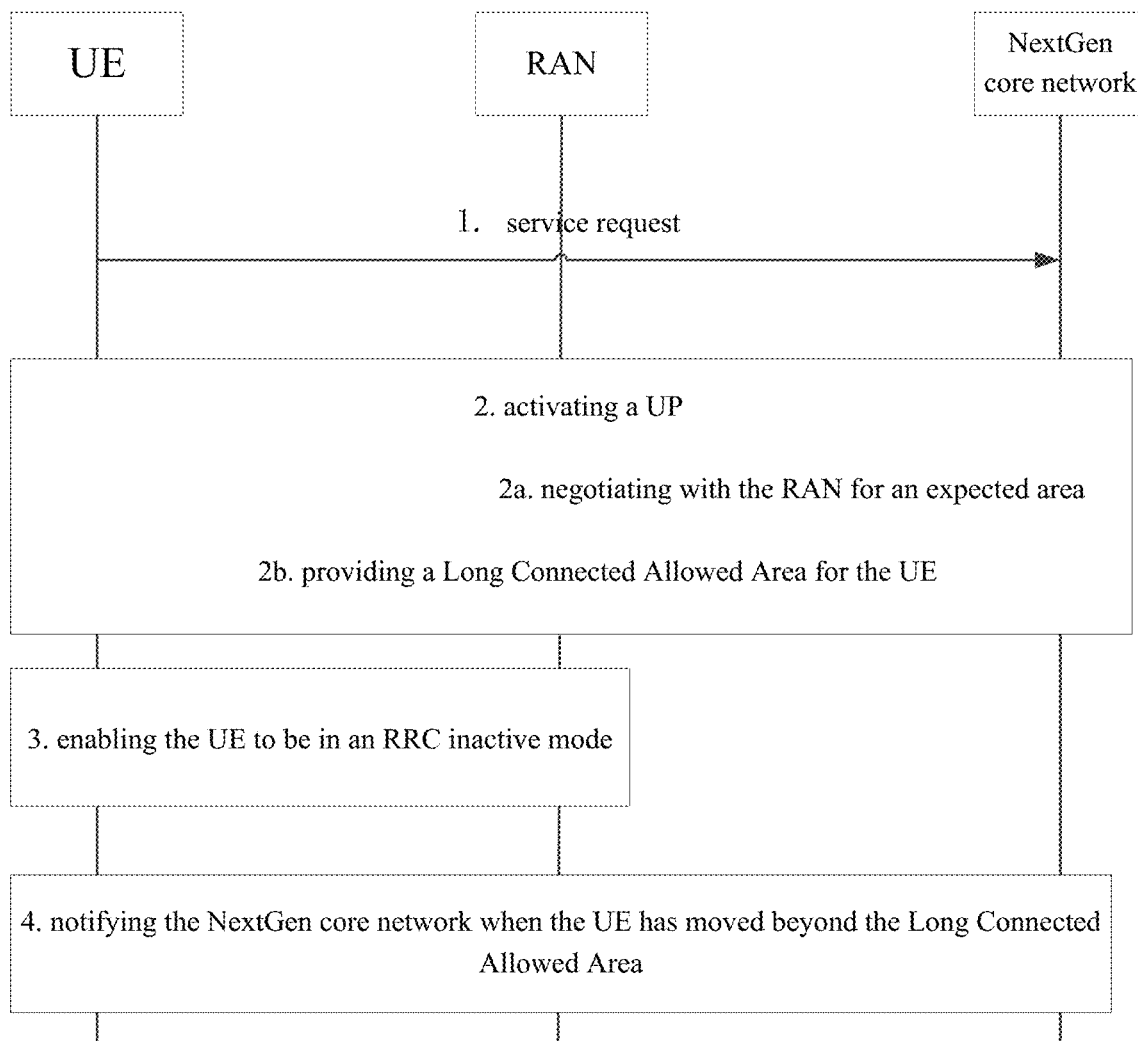 UE
RAN
NextGen
core network
1. service request
2. activating a UP
2a. negotiating with the RAN for an expected area
2b. providing a Long Connected Allowed Area for the UE
3. enabling the UE to be in an RRC inactive mode
4. notifying the NextGen core network when the UE has moved beyond the Long Connected
Allowed Area